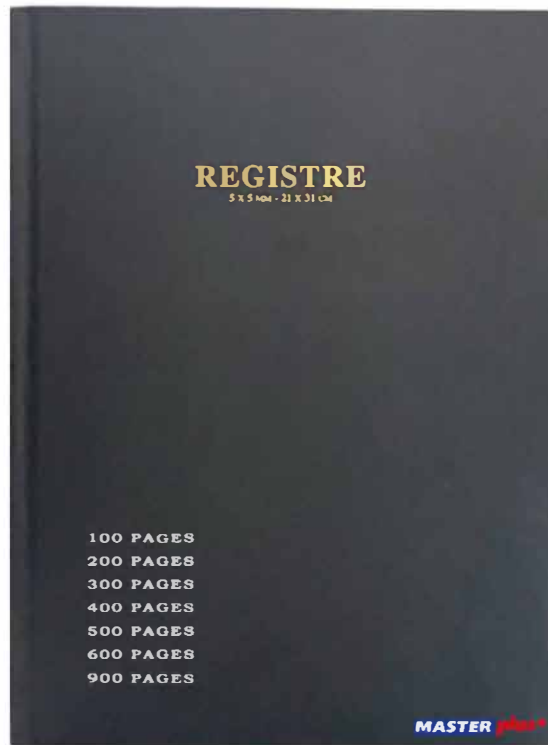 REGISTRE
5 X 5 MM - 21 X 31 CM
100 PAGES
200 PAGES
300 PAGES
400 PAGES
500 PAGES
600 PAGES
900 PAGES
MASTER plus+